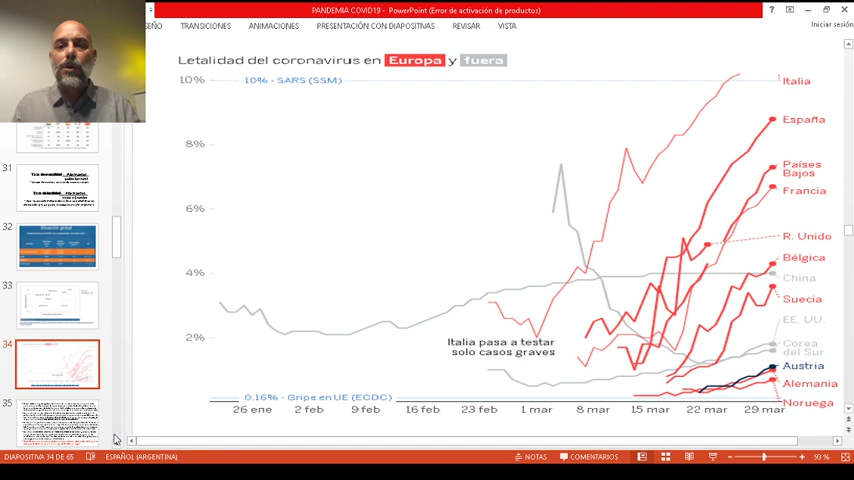 PANDEMIA COVID19 - PowerPoint (Error de activación de productos)
Iniciar sesión
TRANSICIONES ANIMACIONES PRESENTACIÓN CON DIAPOSITIVAS REVISAR VISTA
Letalidad del coronavirus en Europa y fuera
10%
10% - SARS (SSM)
8%
6%
4%
2%
Italia
España
Países
Bajos
Francia
R. Unido
Bélgica
China
Suecia
EE. UU.
Corea
del Sur
Austria
Alemania
Noruega
Italia pasa a testar
solo casos graves
0.16% - Gripe en UE (ECDC)
26 ene 2 feb 9 feb 16 feb 23 feb 1 mar 8 mar 15 mar 22 mar 29 mar
31
32
33
34
35
DIAPOSITIVA 34 DE 65 ESPAÑOL (ARGENTINA) NOTAS COMENTARIOS 93 %